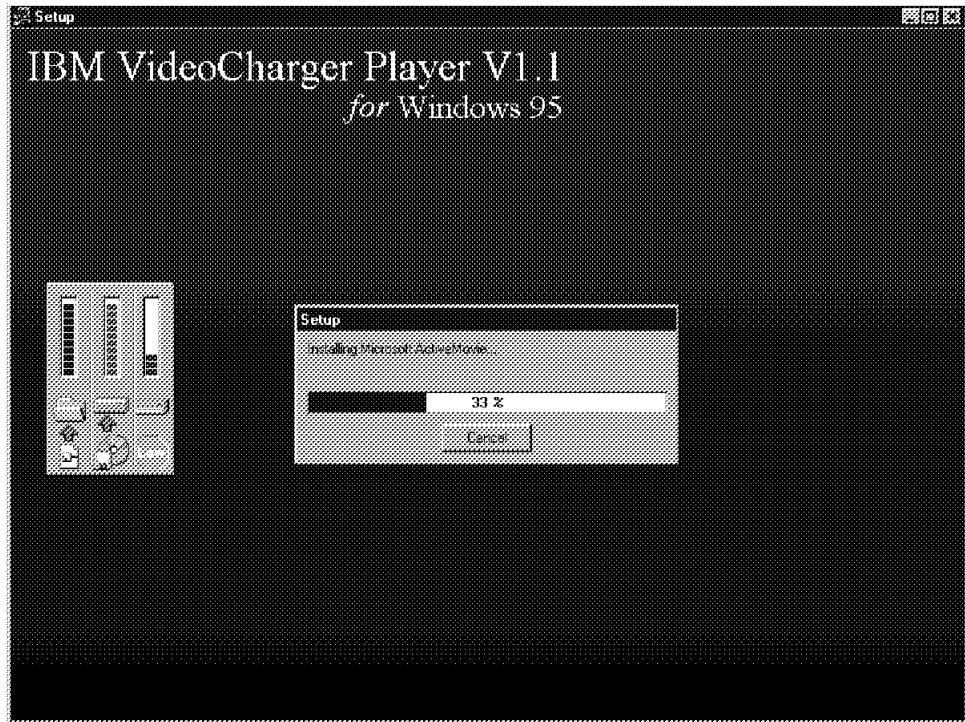 Setup
IBM VideoCharger Player V1.1
for Windows 95
Setup
Installing Microsoft ActiveMovie...
33 %
Cancel